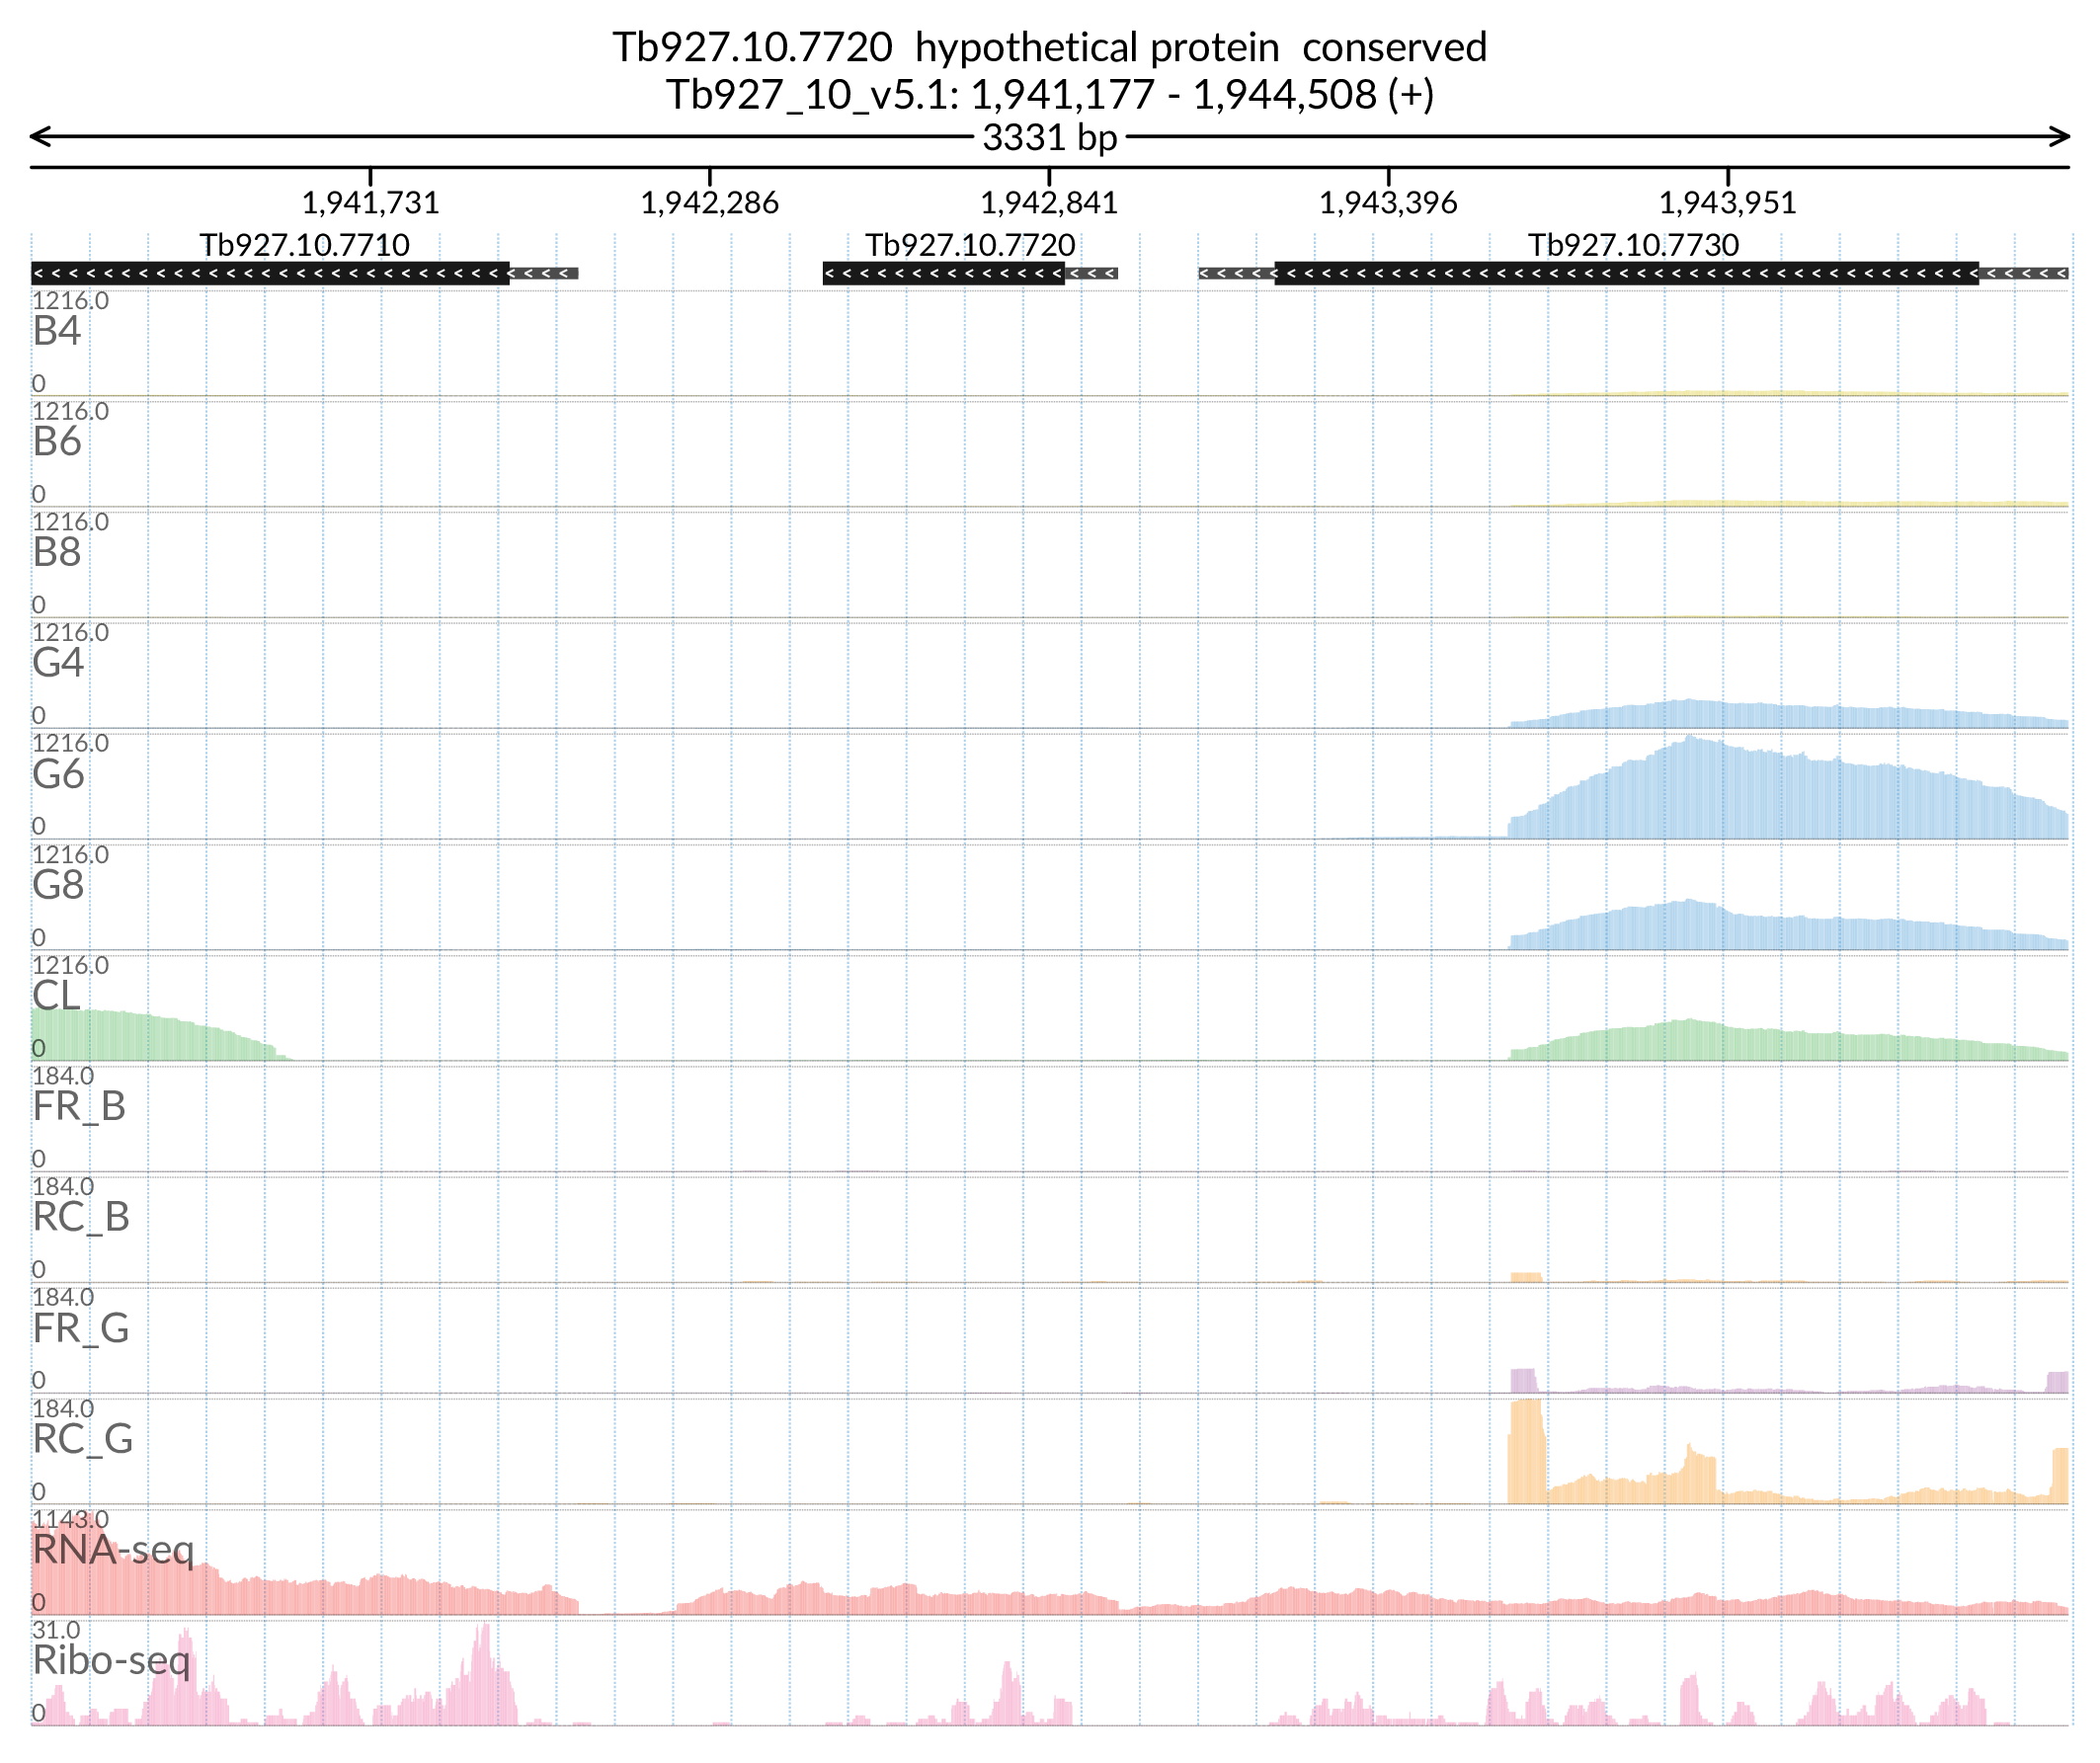 Tb927.10.7720 hypothetical protein conserved
Tb927_10_v5.1: 1,941,177 - 1,944,508 (+)
3331 bp
1,941,731 1,942,286 1,942,841 1,943,396 1,943,951
Tb927.10.7710 Tb927.10.7720 Tb927.10.7730
1216.0
B4
0
1216.0
B6
0
1216.0
B8
0
1216.0
G4
0
1216.0
G6
0
1216.0
G8
0
1216.0
CL
0
184.0
FR_B
0
184.0
RC_B
0
184.0
FR_G
0
184.0
RC_G
0
1143.0
RNA-seq
0
31.0
Ribo-seq
0